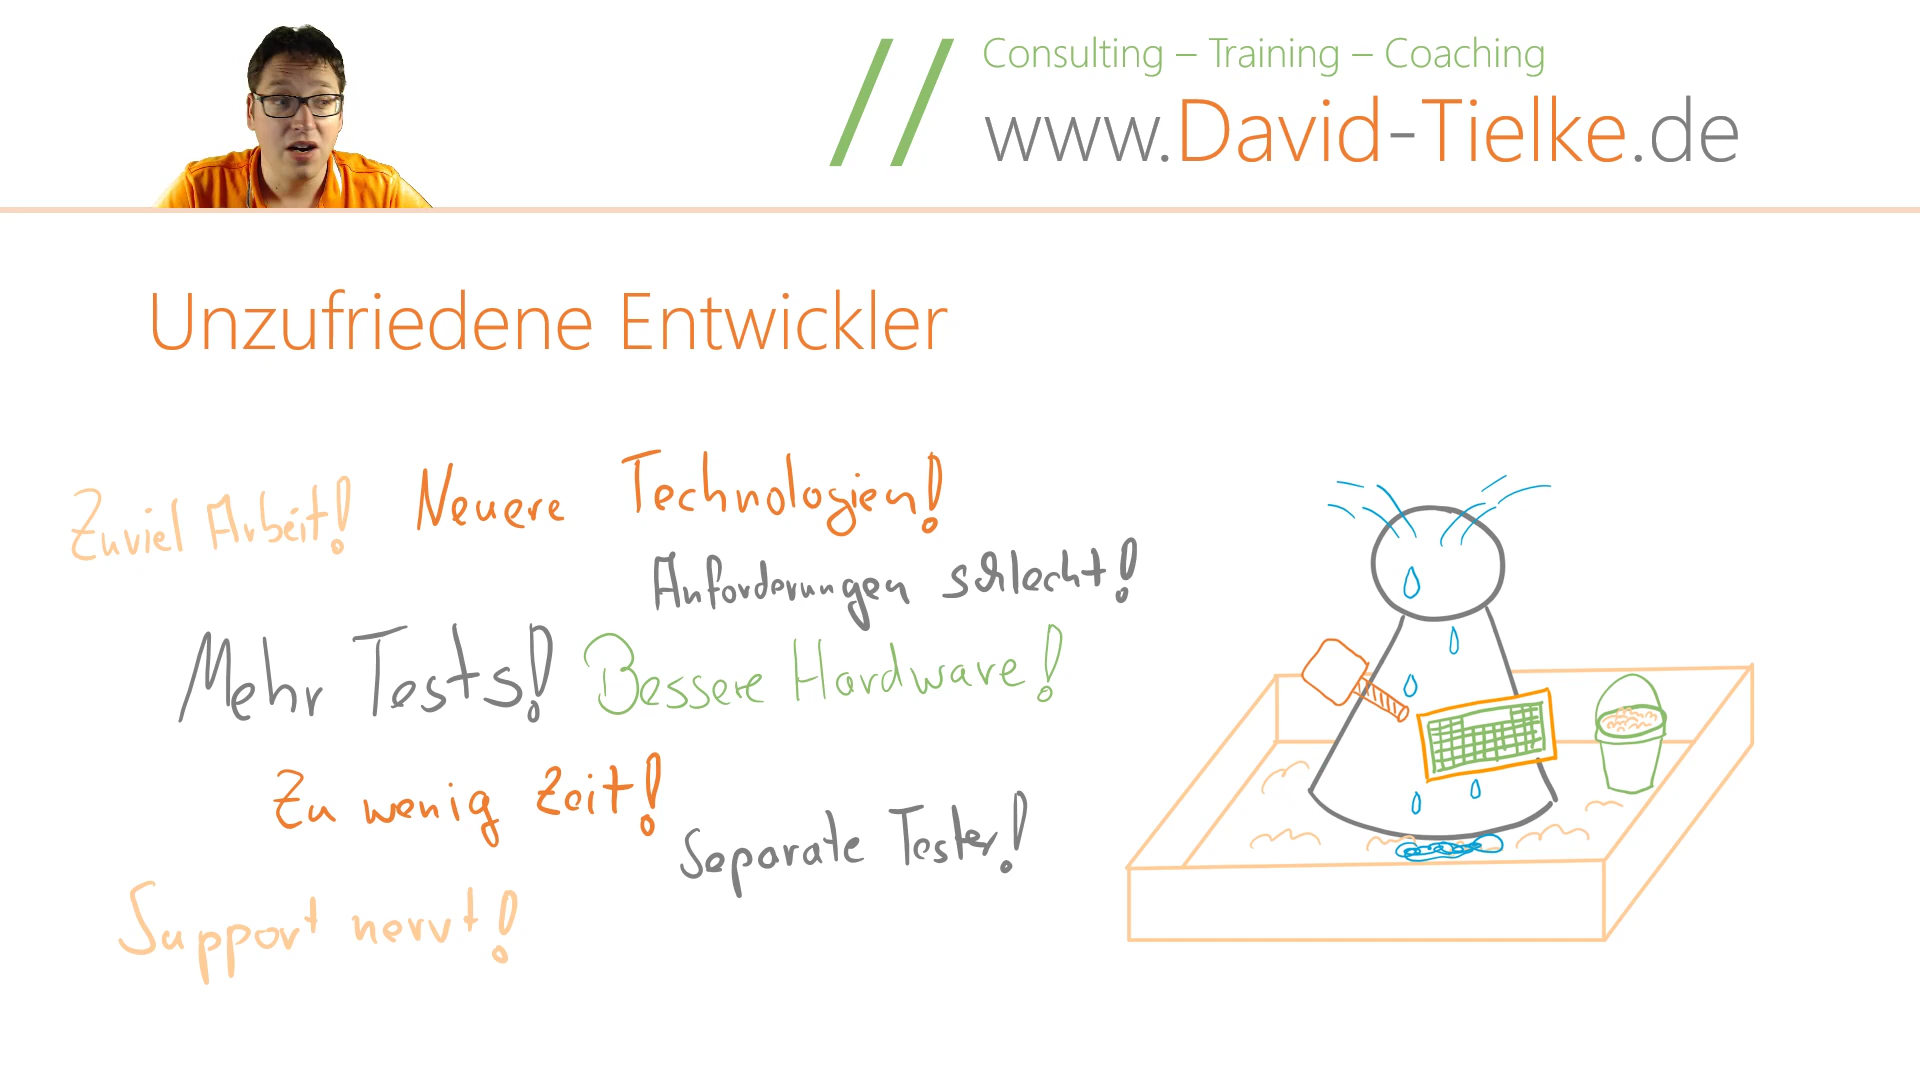 Consulting – Training – Coaching
www.David-Tielke.de
Unzufriedene Entwickler
Zuviel Arbeit!
Neuere Technologien!
Anforderungen schlecht!
Mehr Tests!
Bessere Hardware!
Zu wenig Zeit!
Separate Tester!
Support nervt!